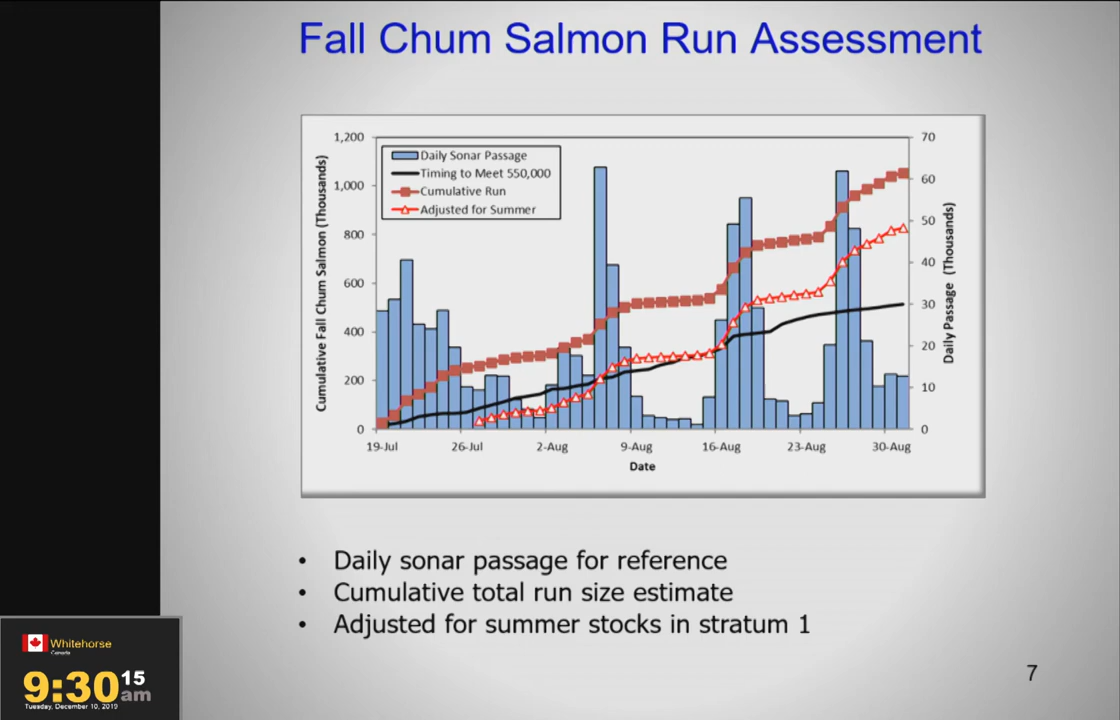 Fall Chum Salmon Run Assessment
Cumulative Fall Chum Salmon (Thousands)
1,200
1,000
800
600
400
200
0
Daily Sonar Passage
Timing to Meet 550,000
Cumulative Run
Adjusted for Summer
70
60
50
40
30
20
10
0
Daily Passage (Thousands)
19-Jul 26-Jul 2-Aug 9-Aug 16-Aug 23-Aug 30-Aug
Date
• Daily sonar passage for reference
• Cumulative total run size estimate
• Adjusted for summer stocks in stratum 1
7
Whitehorse
Canada
9:30 15 am
Tuesday, December 10, 2019